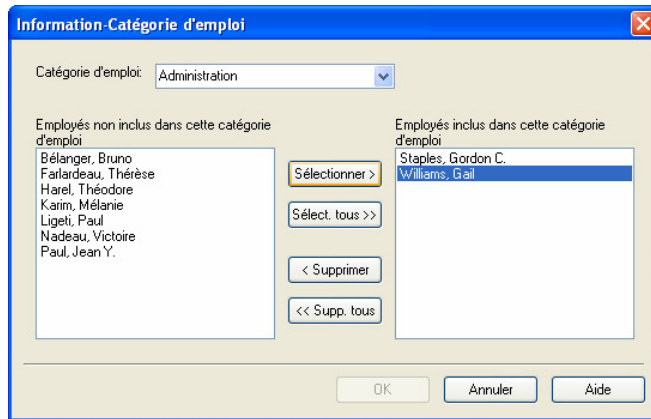 Information-Catégorie d'emploi
Catégorie d'emploi:
Administration
Employés non inclus dans cette catégorie
d'emploi
Bélanger, Bruno
Farlardeau, Thérèse
Harel, Théodore
Karim, Mélanie
Ligeti, Paul
Nadeau, Victoire
Paul, Jean Y.
Sélectionner >
Sélect. tous >>
< Supprimer
<< Supp. tous
Employés inclus dans cette catégorie
d'emploi
Staples, Gordon C.
Williams, Gail
OK
Annuler
Aide